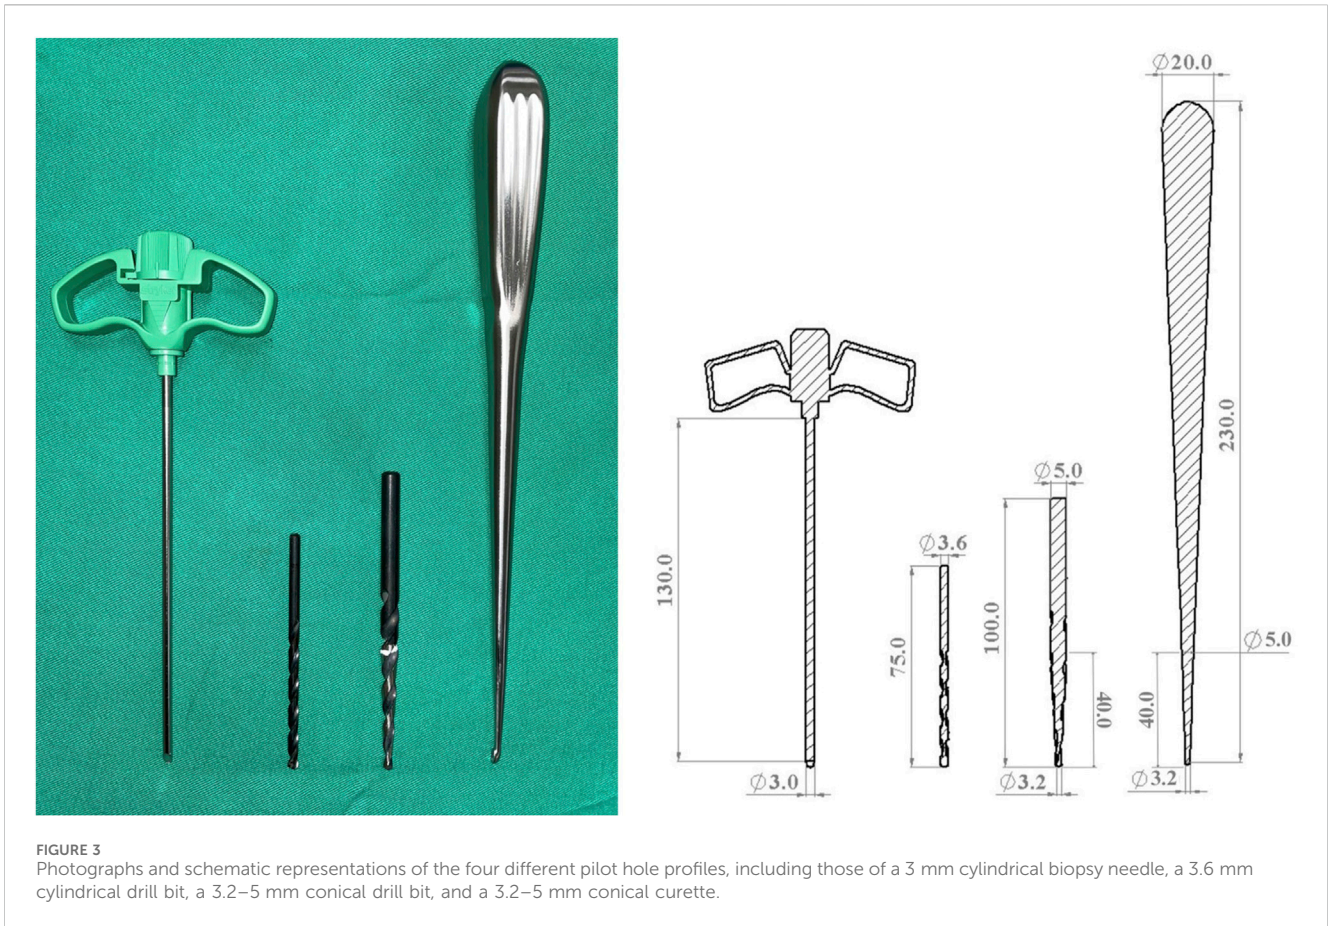 Ø20.0
230.0
Ø5.0
130.0
Ø3.6
100.0
75.0
Ø5.0
40.0
40.0
Ø3.0
Ø3.2
Ø3.2
FIGURE 3
Photographs and schematic representations of the four different pilot hole profiles, including those of a 3 mm cylindrical biopsy needle, a 3.6 mm
cylindrical drill bit, a 3.2–5 mm conical drill bit, and a 3.2–5 mm conical curette.